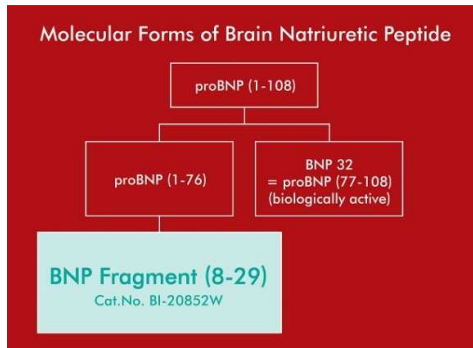 Molecular Forms of Brain Natriuretic Peptide
proBNP (1-108)
proBNP (1-76)
BNP 32
= proBNP (77-108)
(biologically active)
BNP Fragment (8-29)
Cat.No. BI-20852W